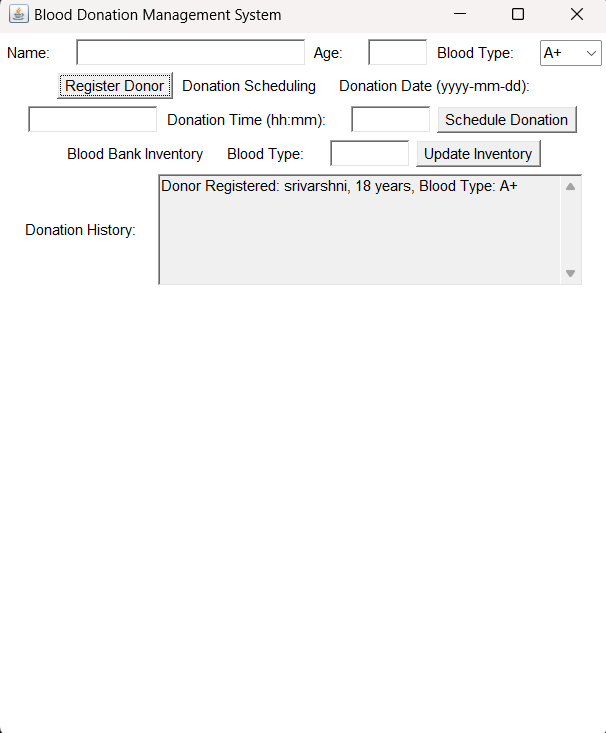 Blood Donation Management System
Name: Age: Blood Type: A+
Register Donor Donation Scheduling Donation Date (yyyy-mm-dd):
Donation Time (hh:mm): Schedule Donation
Blood Bank Inventory Blood Type: Update Inventory
Donor Registered: srivarshni, 18 years, Blood Type: A+
Donation History: